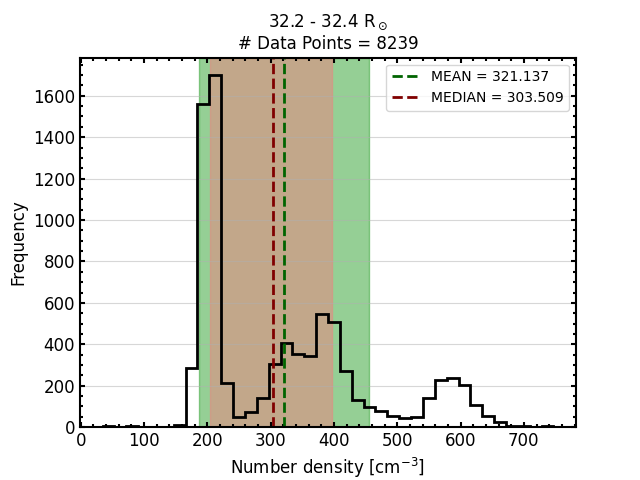 32.2 - 32.4 R⊙
# Data Points = 8239
MEAN = 321.137
MEDIAN = 303.509
Frequency
1600
1400
1200
1000
800
600
400
200
0
0 100 200 300 400 500 600 700
Number density [cm⁻³]